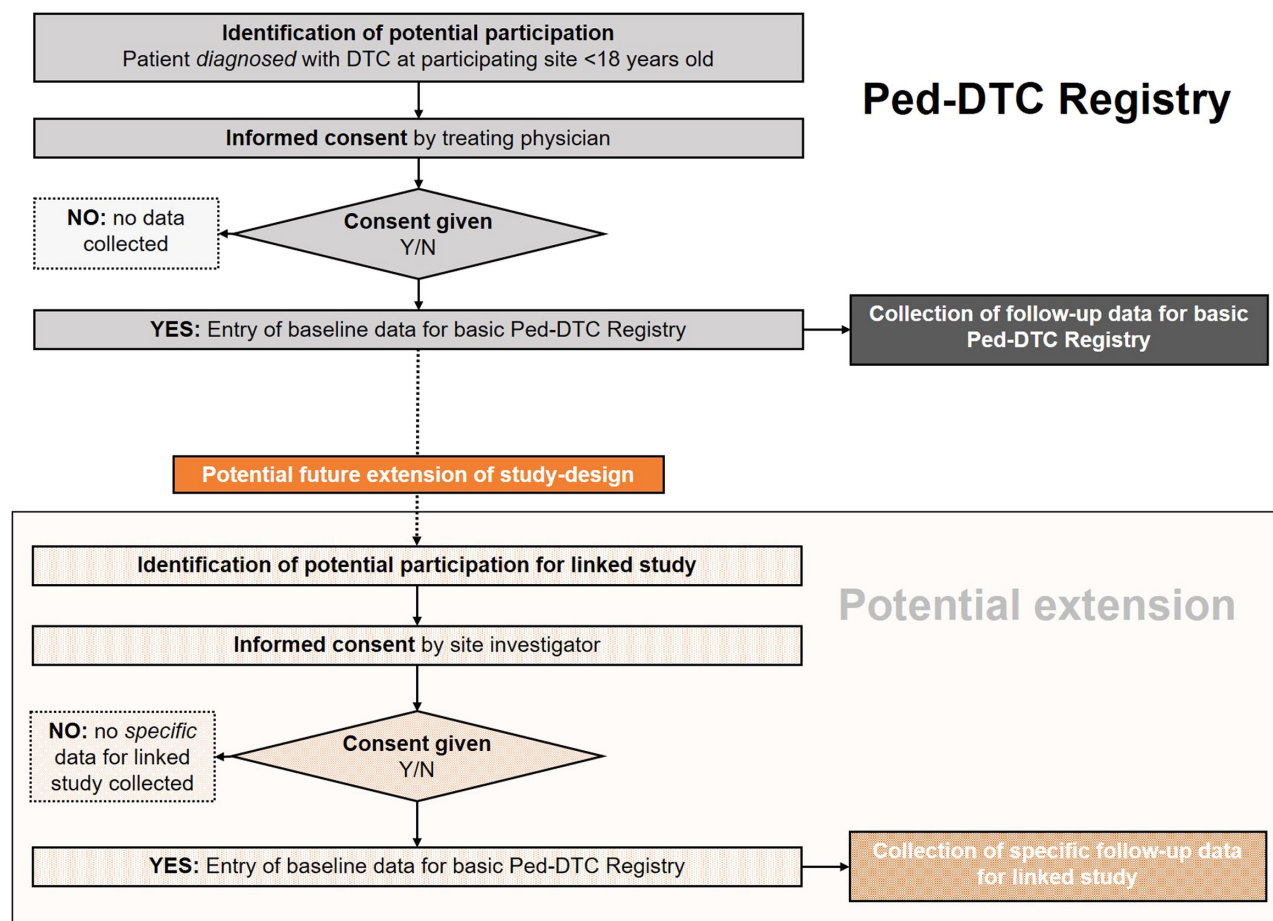 Identification of potential participation
Patient diagnosed with DTC at participating site <18 years old
Ped-DTC Registry
Informed consent by treating physician
NO: no data
collected
Consent given
Y/N
YES: Entry of baseline data for basic Ped-DTC Registry
Collection of follow-up data for basic
Ped-DTC Registry
Potential future extension of study-design
Identification of potential participation for linked study
Potential extension
Informed consent by site investigator
NO: no specific
data for linked
study collected
Consent given
Y/N
YES: Entry of baseline data for basic Ped-DTC Registry
Collection of specific follow-up data
for linked study